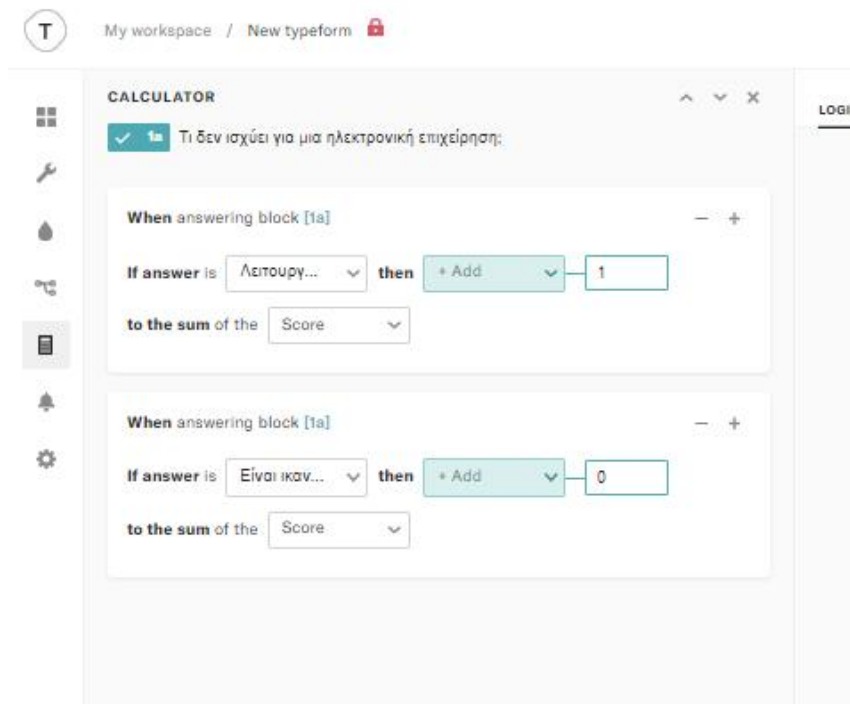 T
My workspace / New typeform
CALCULATOR
LOGI
1a Τι δεν ισχύει για μια ηλεκτρονική επιχείρηση;
When answering block [1a]
If answer is Λειτουργ... then + Add 1
to the sum of the Score
When answering block [1a]
If answer is Είναι ικαν... then + Add 0
to the sum of the Score